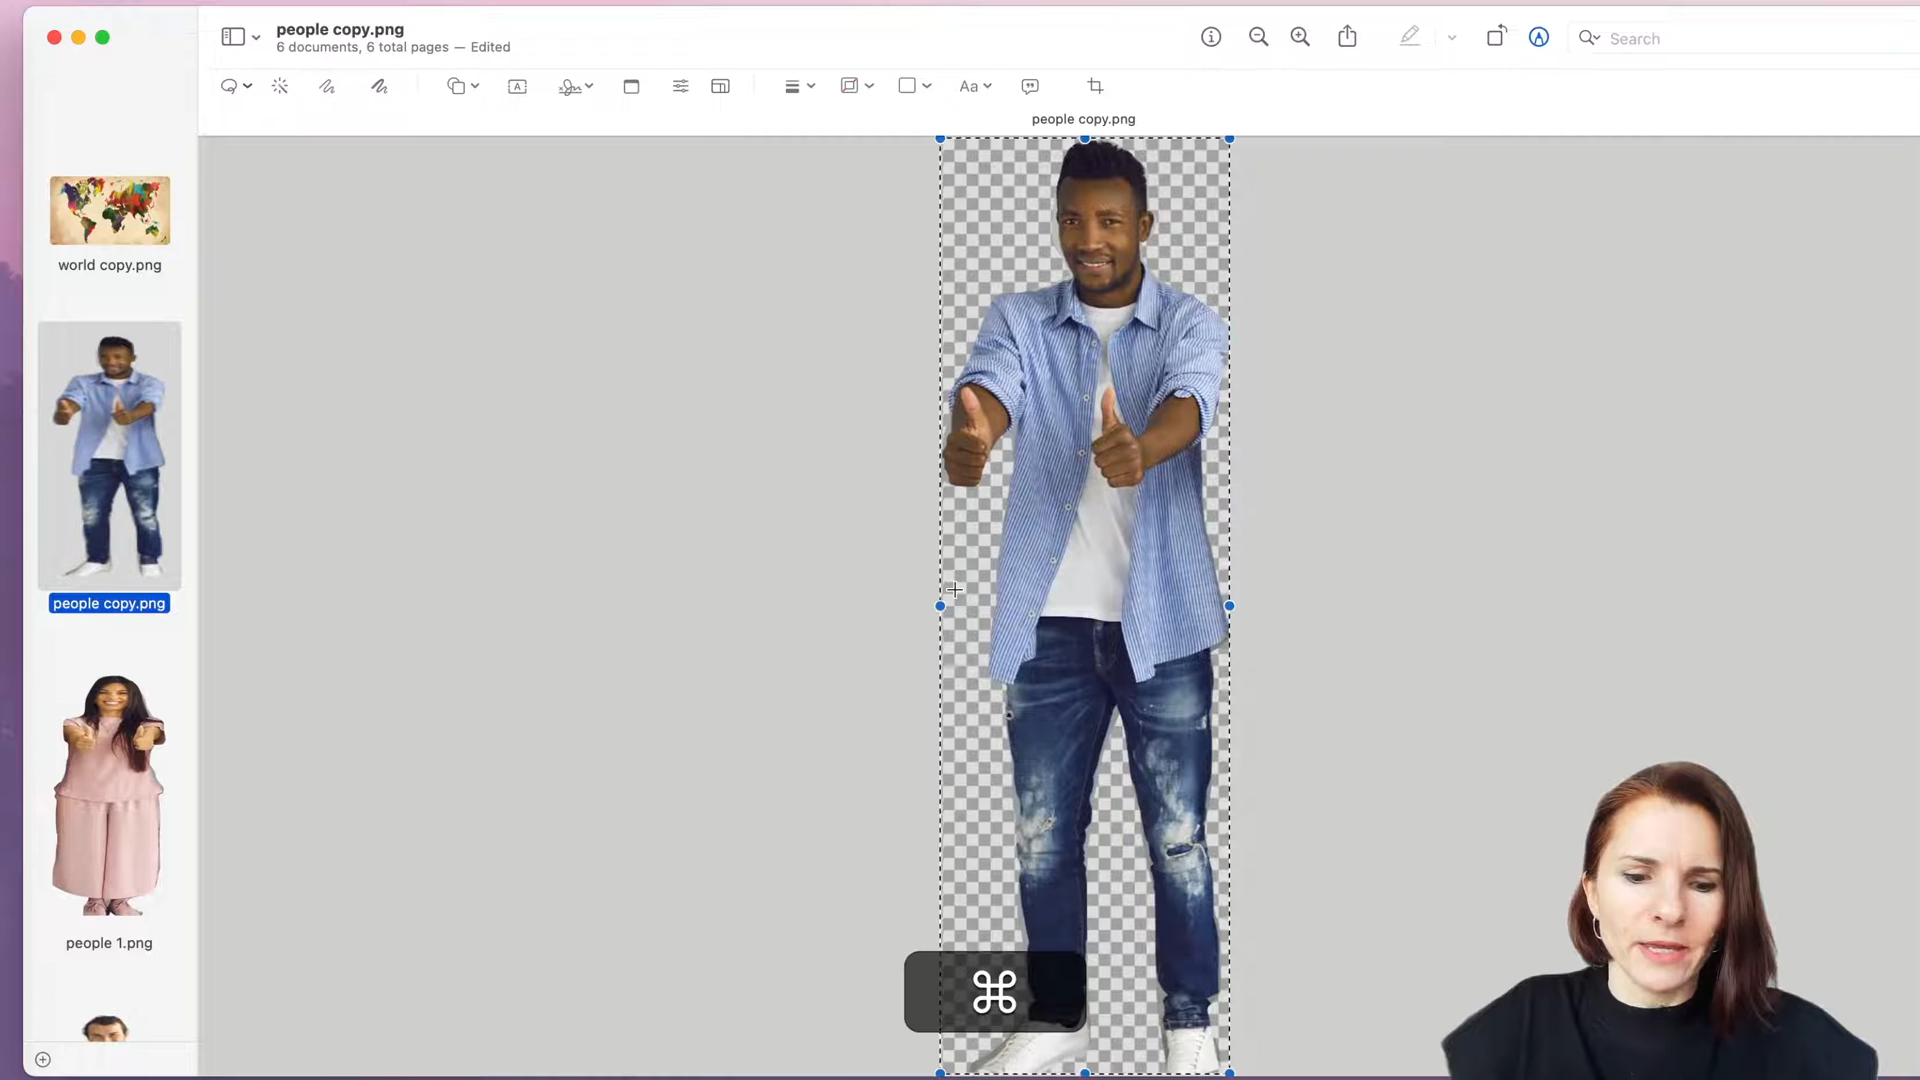 people copy.png
6 documents, 6 total pages — Edited
Search
A
Aa
people copy.png
world copy.png
people copy.png
people 1.png
⌘